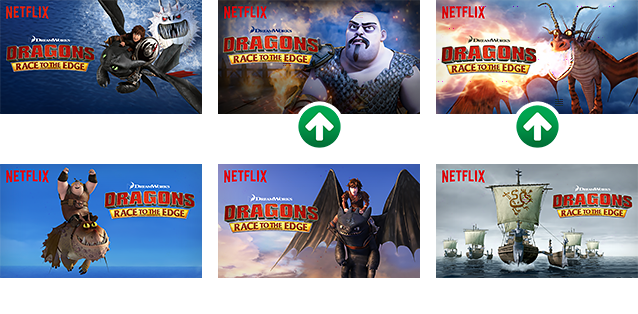 NETFLIX
DREAMWORKS
DRAGONS
RACE TO THE EDGE
NETFLIX
DREAMWORKS
DRAGONS
RACE TO THE EDGE
NETFLIX
DREAMWORKS
DRAGONS
RACE TO THE EDGE
NETFLIX
DREAMWORKS
DRAGONS
RACE TO THE EDGE
NETFLIX
DREAMWORKS
DRAGONS
RACE TO THE EDGE
NETFLIX
DREAMWORKS
DRAGONS
RACE TO THE EDGE